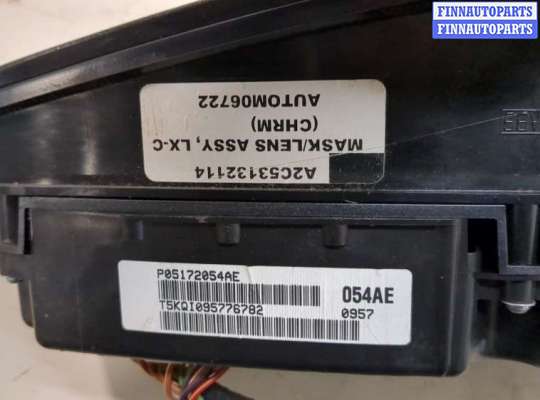 FINNAUTOPARTS
FINNAUTOPARTS
A2C53132114
MASK/LENS ASSY, LX-C
(CHRM)
AUTOM06722
P05172054AE
T5KQI095776782
054AE
0957